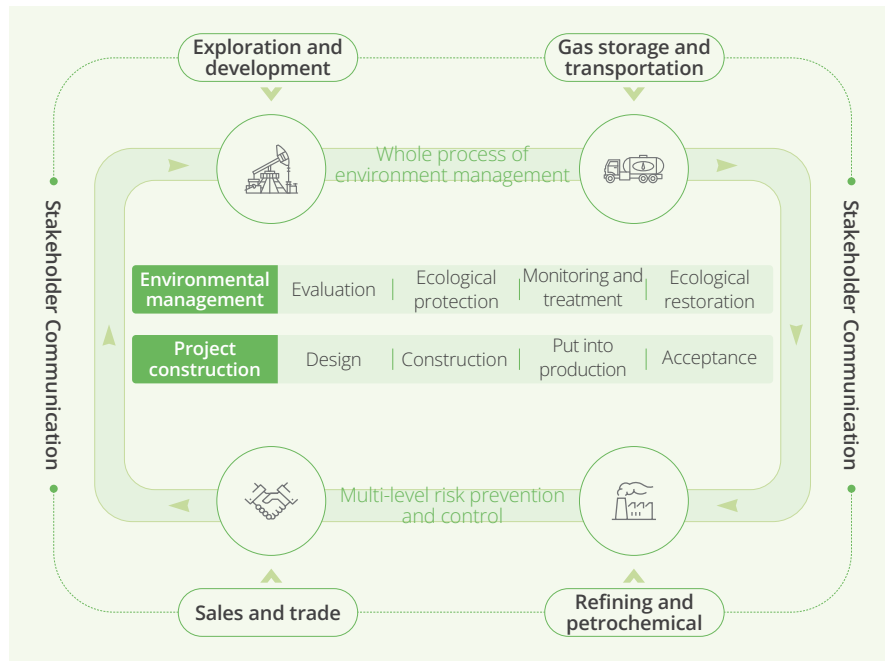 Exploration and
development
Gas storage and
transportation
Whole process of
environment management
Stakeholder Communication
Stakeholder Communication
Environmental
management
Evaluation
Ecological
protection
Monitoring and
treatment
Ecological
restoration
Project
construction
Design
Construction
Put into
production
Acceptance
Multi-level risk prevention
and control
Sales and trade
Refining and
petrochemical